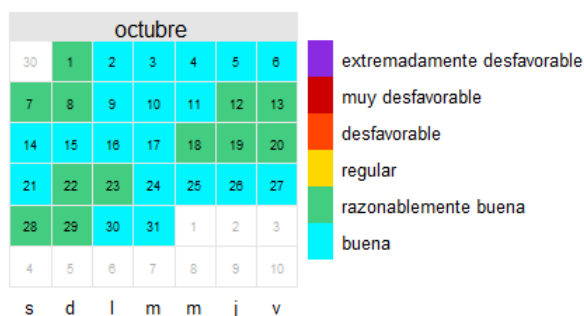 octubre
30 1 2 3 4 5 6
7 8 9 10 11 12 13
14 15 16 17 18 19 20
21 22 23 24 25 26 27
28 29 30 31 1 2 3
4 5 6 7 8 9 10
s d l m m j v
extremadamente desfavorable
muy desfavorable
desfavorable
regular
razonablemente buena
buena